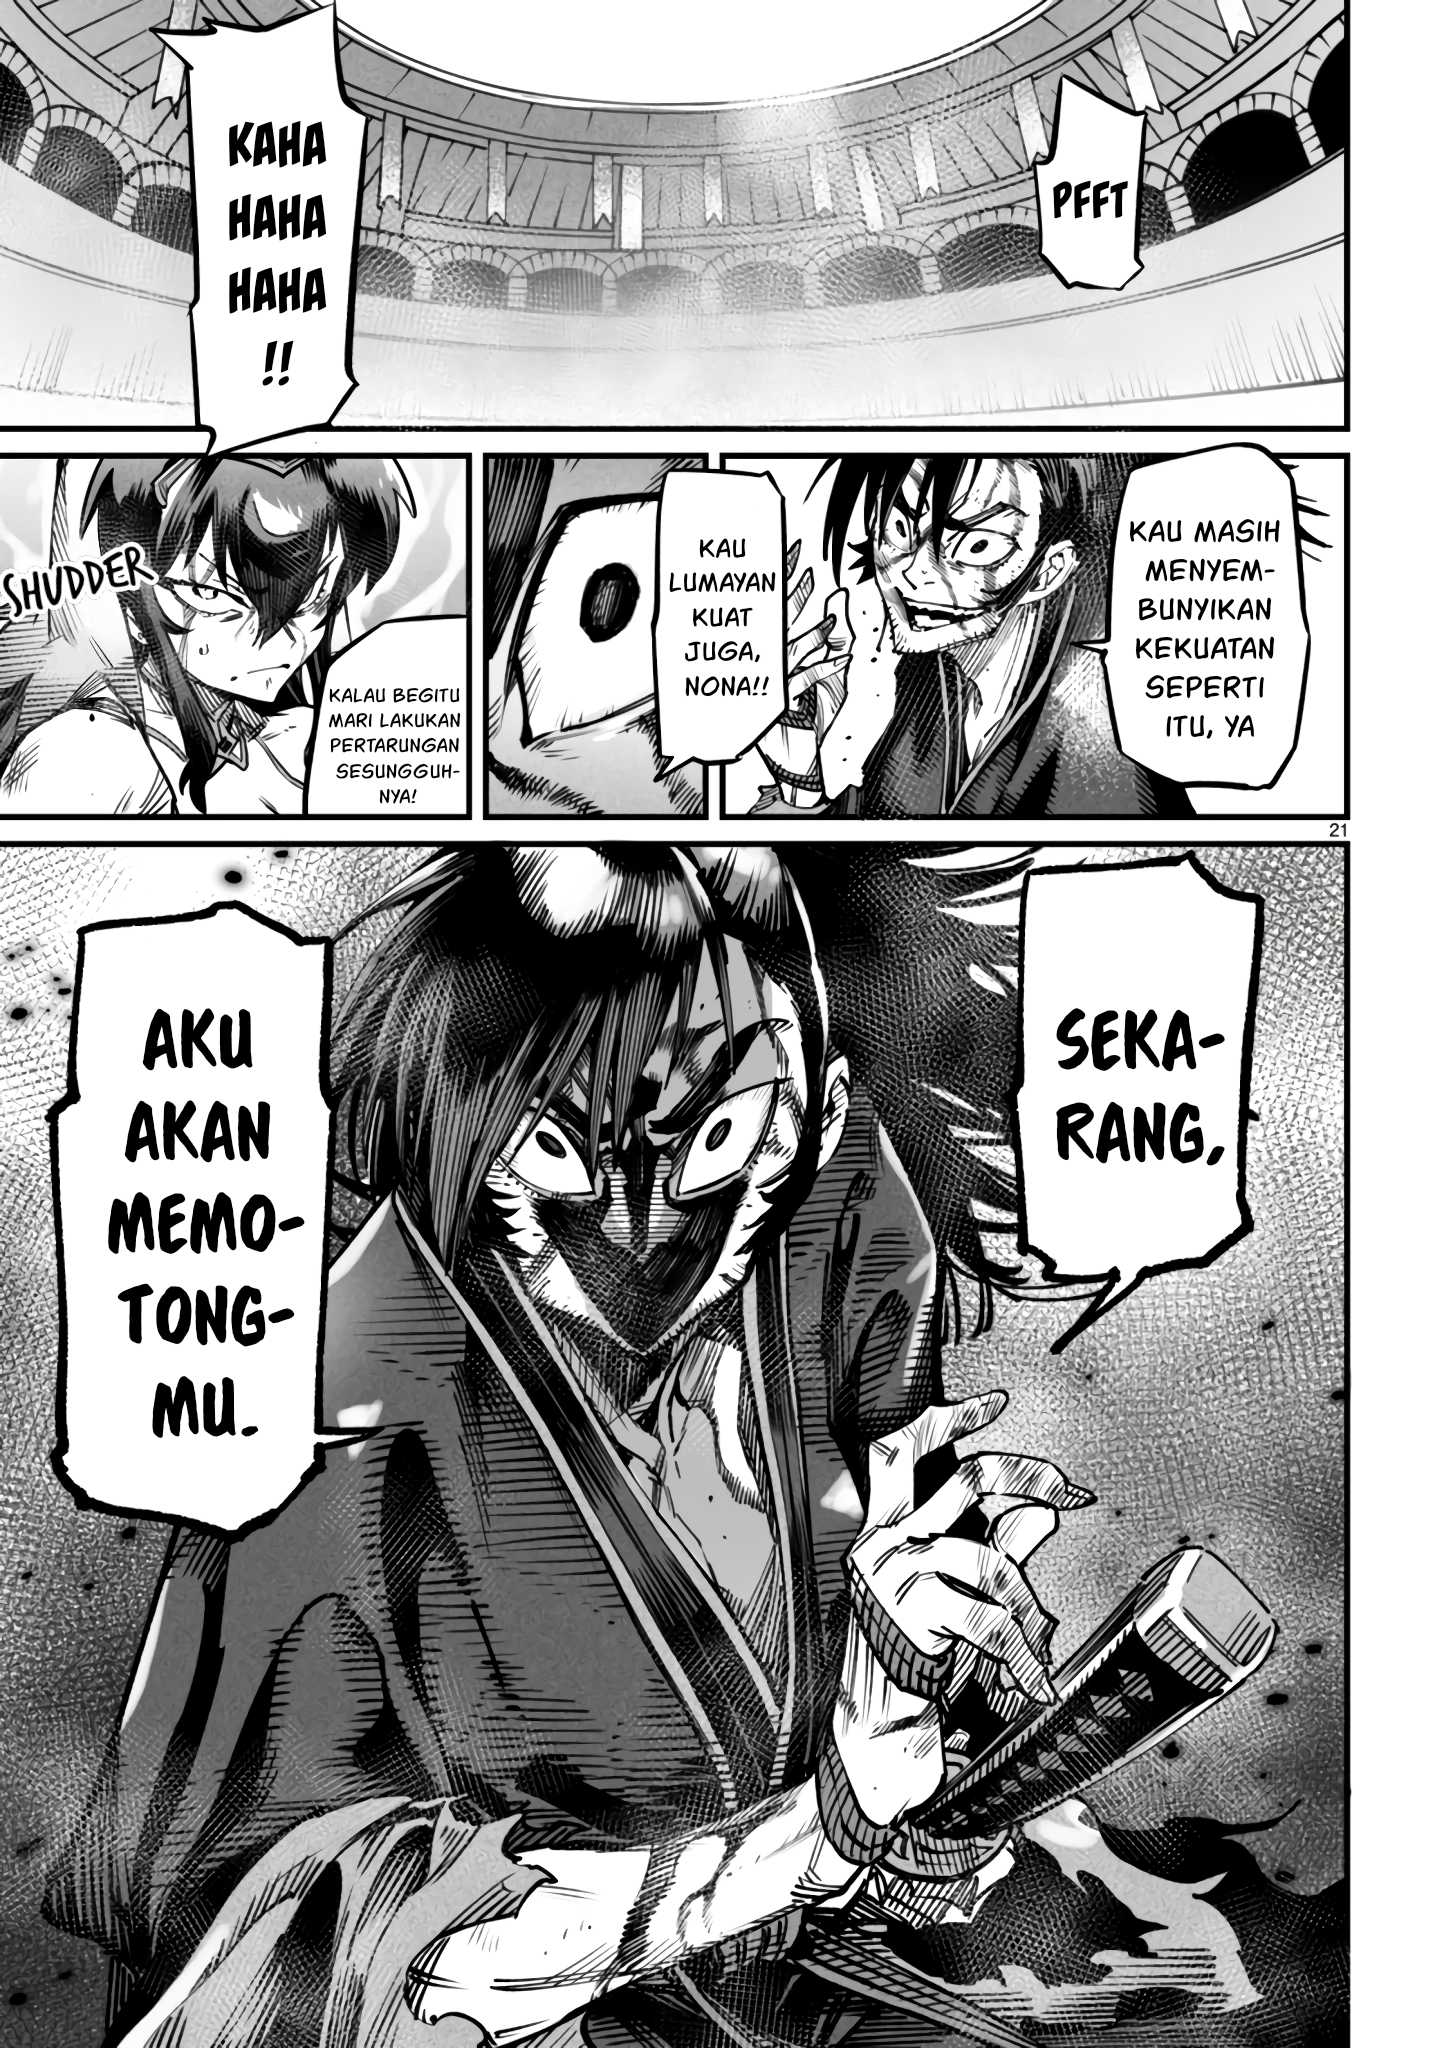 PFFT
KAHA
HAHA
HAHA
!!
KAU MASIH
MENYEM-
BUNYIKAN
KEKUATAN
SEPERTI
ITU, YA
KAU
LUMAYAN
KUAT
JUGA,
NONA!!
SHUDDER
KALAU BEGITU
MARI LAKUKAN
PERTARUNGAN
SESUNGGUH-
NYA!
21
SEKA-
RANG,
AKU
AKAN
MEMO-
TONG-
MU.